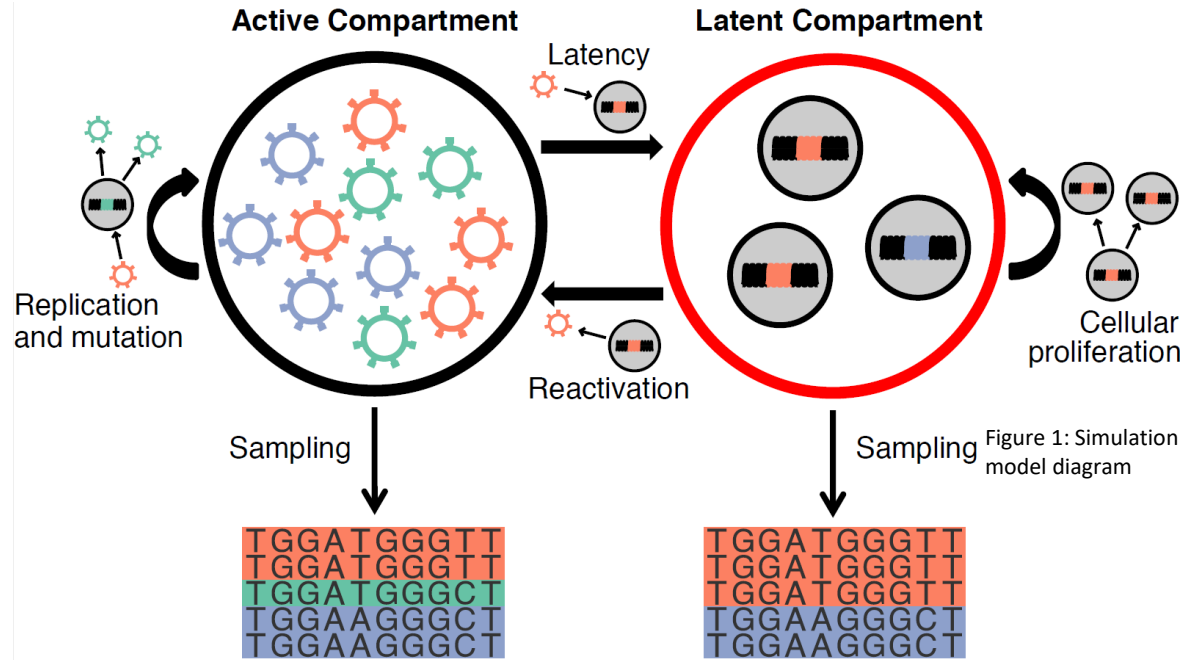 Active Compartment
Latent Compartment
Latency
Replication
and mutation
Reactivation
Cellular
proliferation
Sampling
Sampling
Figure 1: Simulation
model diagram
TGGATGGGTT
TGGATGGGTT
TGGATGGGCT
TGGAAGGGCT
TGGAAGGGCT
TGGATGGGTT
TGGATGGGTT
TGGATGGGTT
TGGAAGGGCT
TGGAAGGGCT